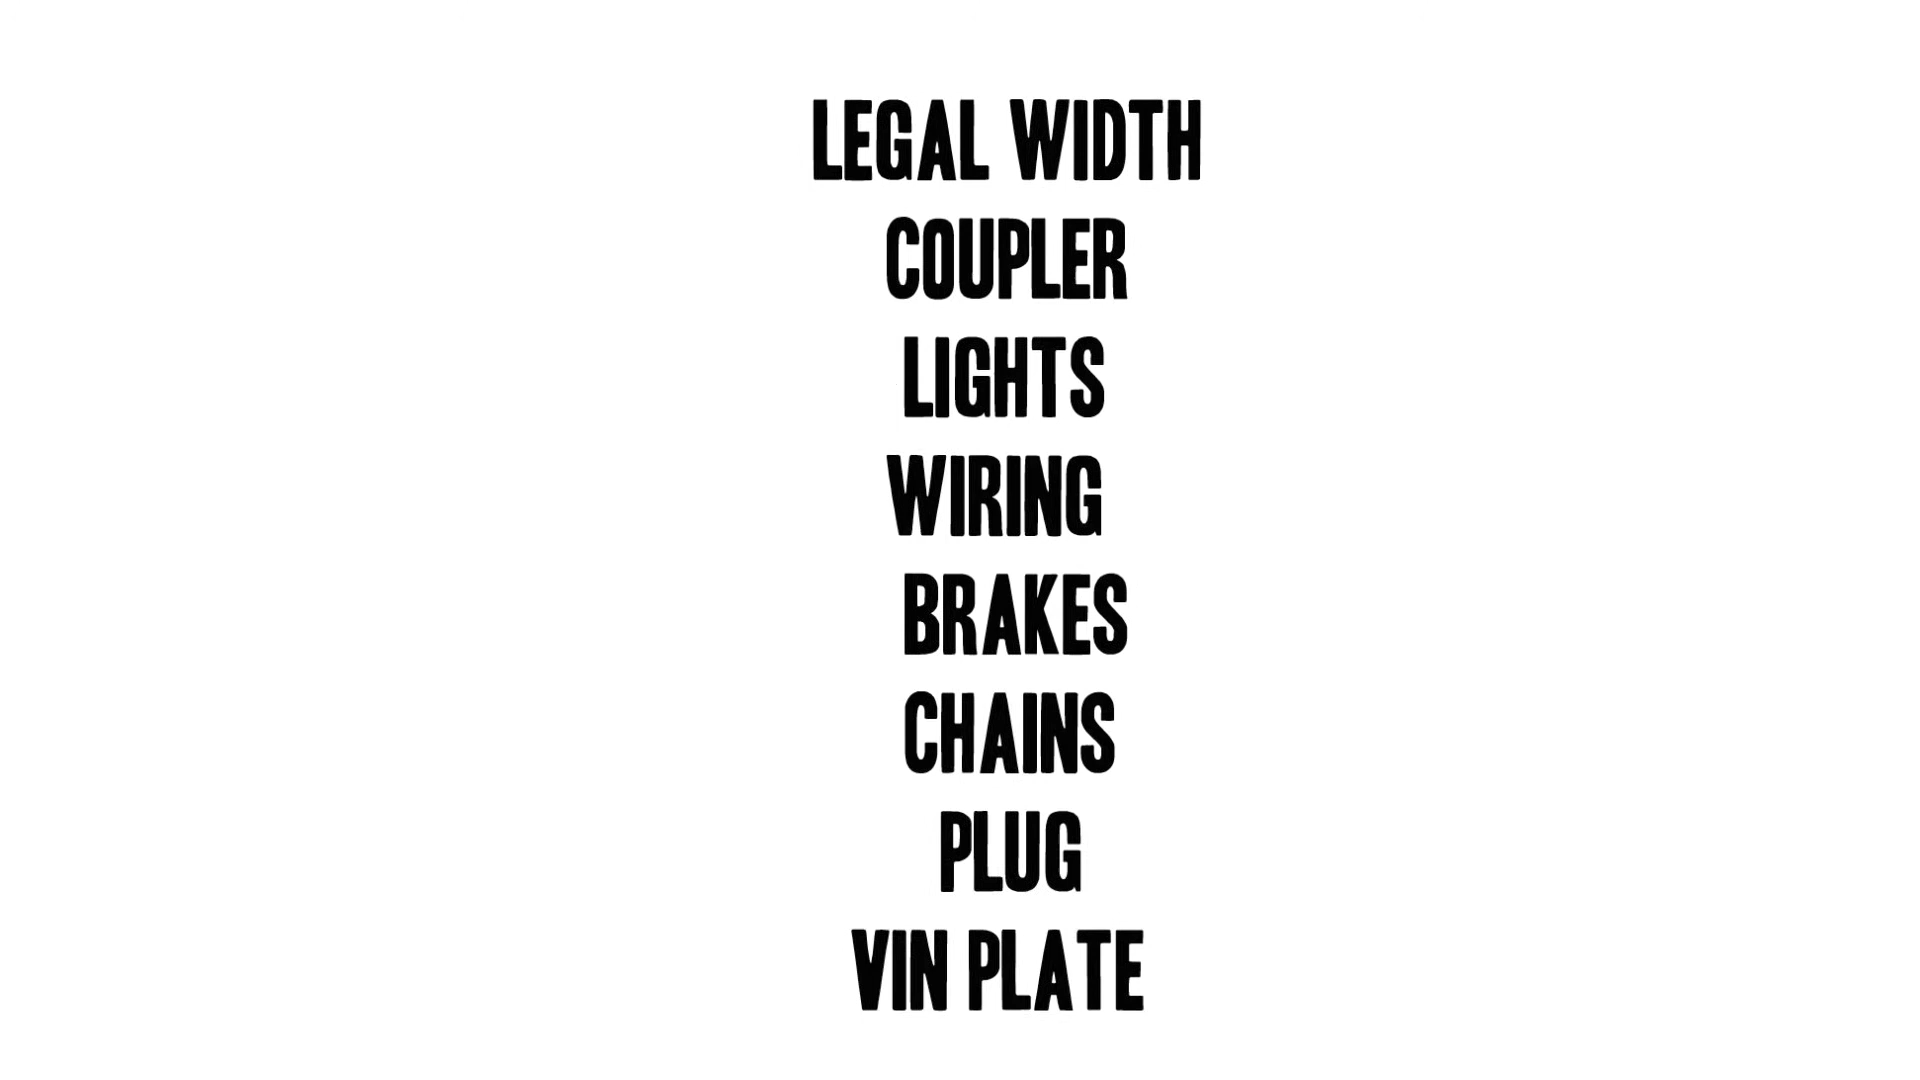 LEGAL WIDTH
COUPLER
LIGHTS
WIRING
BRAKES
CHAINS
PLUG
VIN PLATE